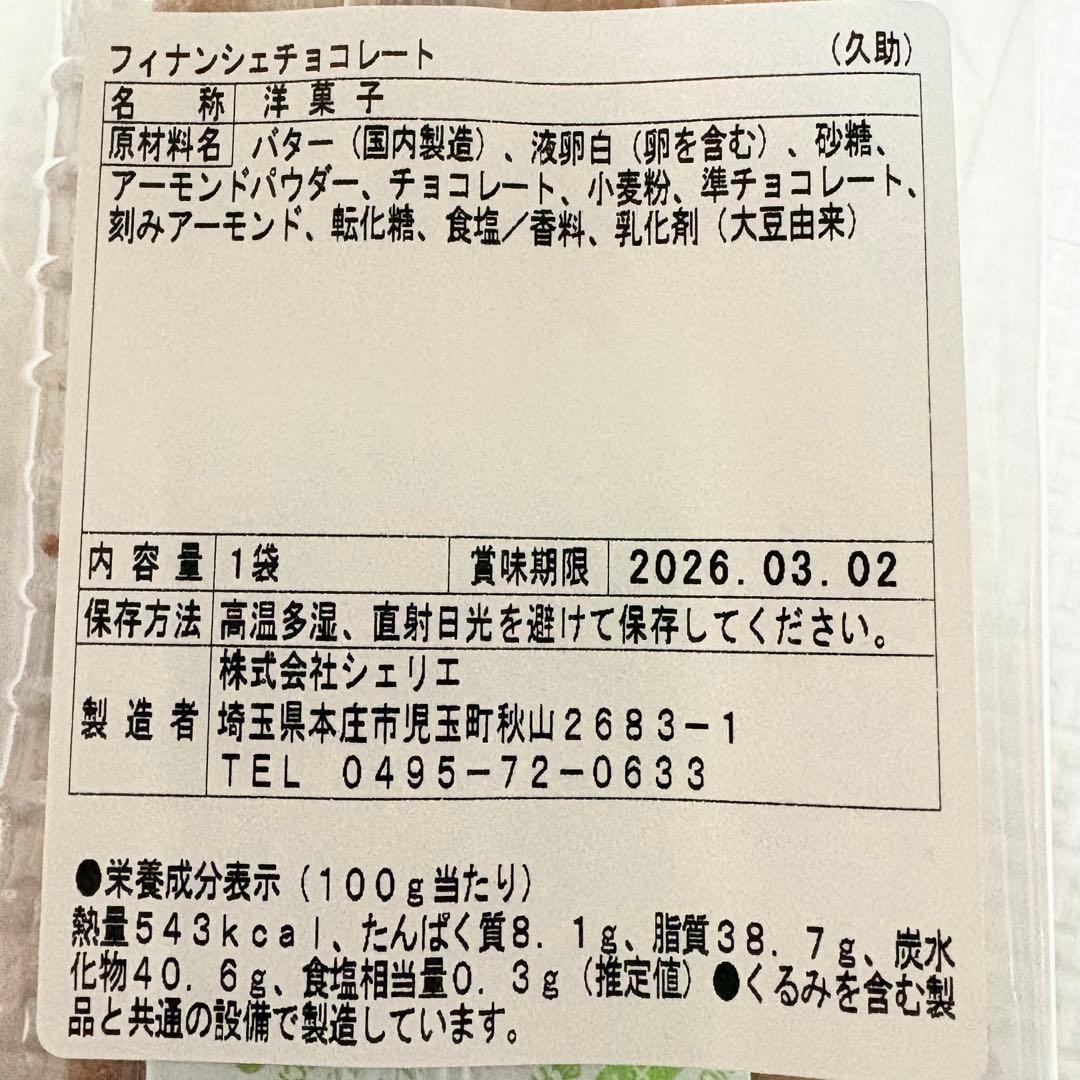 フィナンシェチョコレート （久助）
名称 洋菓子
原材料名 バター（国内製造）、液卵白（卵を含む）、砂糖、
アーモンドパウダー、チョコレート、小麦粉、準チョコレート、
刻みアーモンド、転化糖、食塩／香料、乳化剤（大豆由来）
内容量 1袋 賞味期限 2026.03.02
保存方法 高温多湿、直射日光を避けて保存してください。
株式会社シェリエ
製造者 埼玉県本庄市児玉町秋山２６８３－１
ＴＥＬ ０４９５－７２－０６３３
●栄養成分表示（１００ｇ当たり）
熱量５４３ｋｃａｌ、たんぱく質８．１ｇ、脂質３８．７ｇ、炭水
化物４０．６ｇ、食塩相当量０．３ｇ（推定値）●くるみを含む製
品と共通の設備で製造しています。